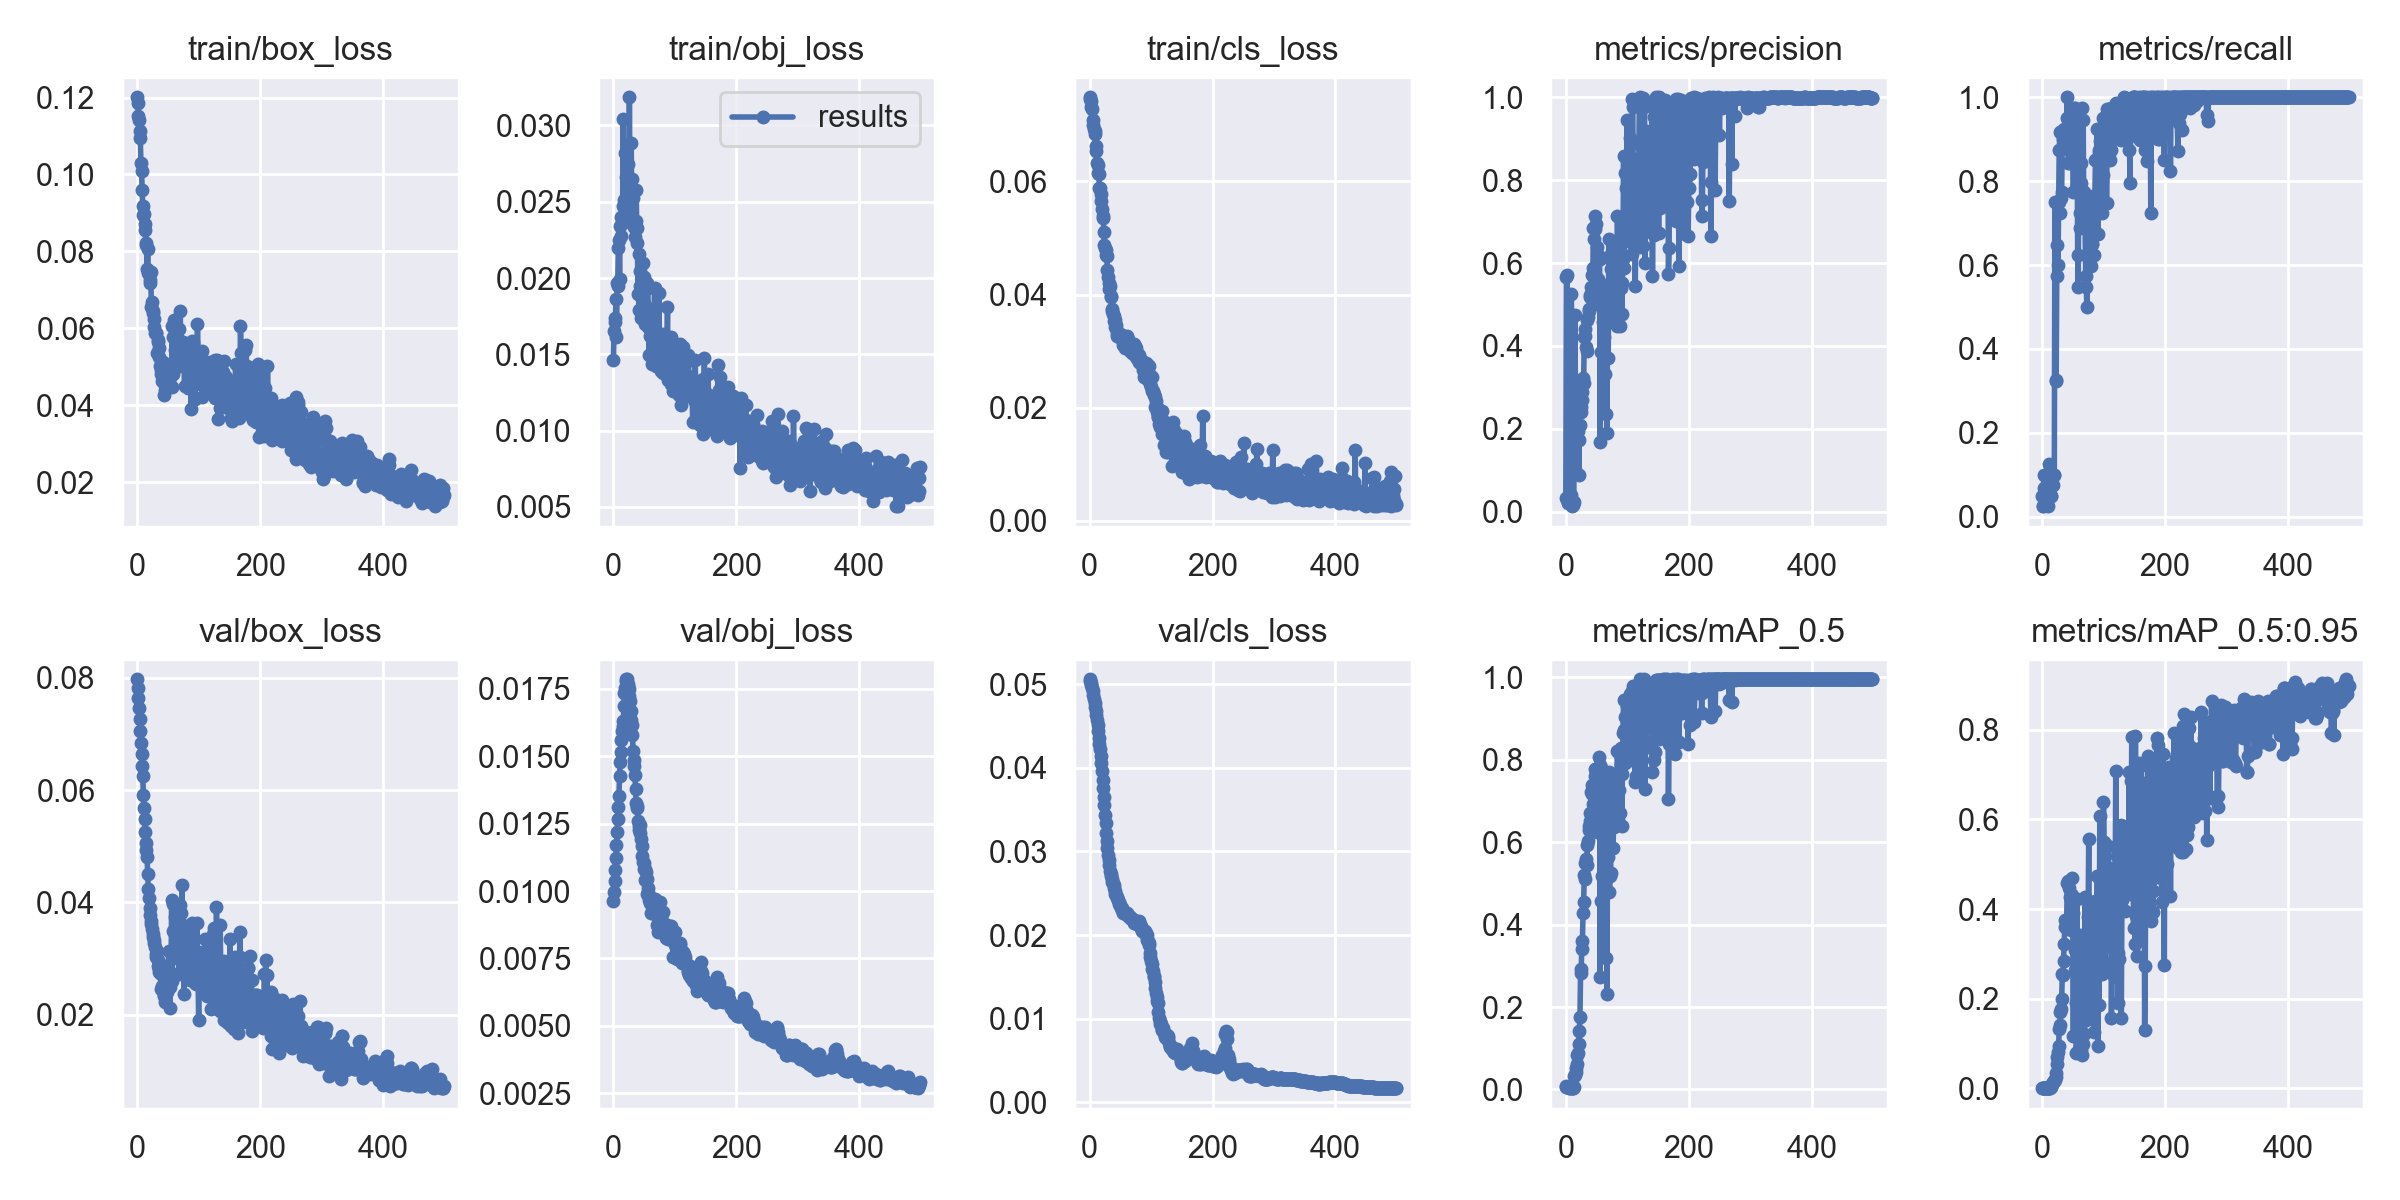 train/box_loss
train/obj_loss
train/cls_loss
metrics/precision
metrics/recall
0.12
0.10
0.08
0.06
0.04
0.02
0 200 400
results
0.030
0.025
0.020
0.015
0.010
0.005
0 200 400
0.06
0.04
0.02
0.00
0 200 400
1.0
0.8
0.6
0.4
0.2
0.0
0 200 400
1.0
0.8
0.6
0.4
0.2
0.0
0 200 400
val/box_loss
val/obj_loss
val/cls_loss
metrics/mAP_0.5
metrics/mAP_0.5:0.95
0.08
0.06
0.04
0.02
0 200 400
0.0175
0.0150
0.0125
0.0100
0.0075
0.0050
0.0025
0 200 400
0.05
0.04
0.03
0.02
0.01
0.00
0 200 400
1.0
0.8
0.6
0.4
0.2
0.0
0 200 400
0.8
0.6
0.4
0.2
0.0
0 200 400